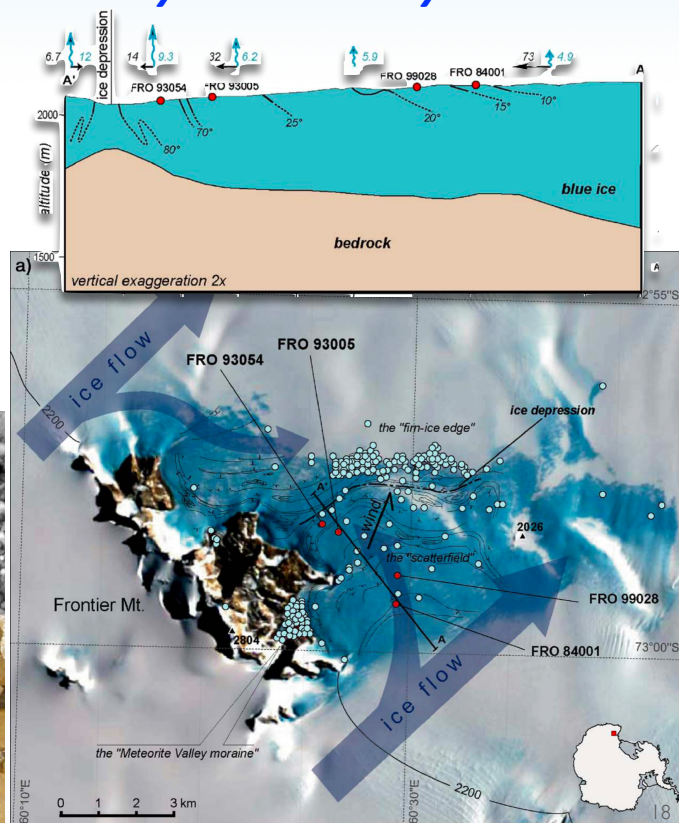 6.7 12 14 9.3 32 6.2 5.9 73 4.9
ice depression
A' A
FRO 93054 FRO 93005 FRO 99028 FRO 84001
2000
80° 70° 25° 20° 15° 10°
altitude (m)
blue ice
bedrock
1500
vertical exaggeration 2x
a)
A
2°55"S
ice flow
FRO 93005
FRO 93054
2200
the "firn-ice edge"
ice depression
A'
wind
2026
the "scatterfield"
Frontier Mt.
FRO 99028
2804
A
FRO 84001
73°00"S
ice flow
the "Meteorite Valley moraine"
2200
0 1 2 3 km
60°10"E
60°30"E
18